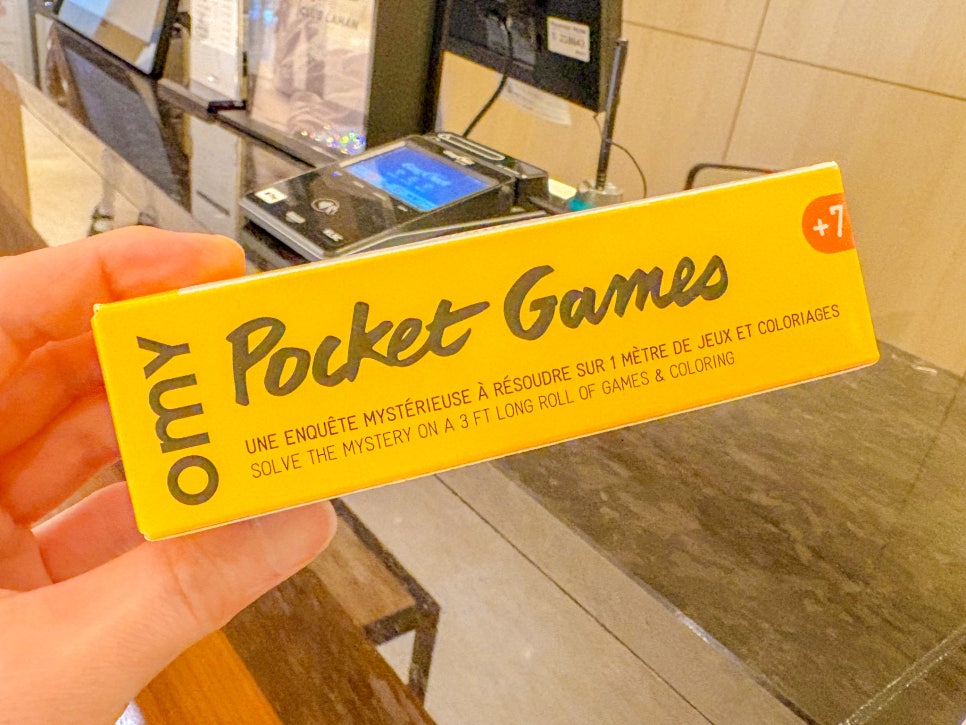 omy
Pocket Games
+7
UNE ENQUÊTE MYSTÉRIEUSE À RÉSOUDRE SUR 1 MÈTRE DE JEUX ET COLORIAGES
SOLVE THE MYSTERY ON A 3 FT LONG ROLL OF GAMES & COLORING